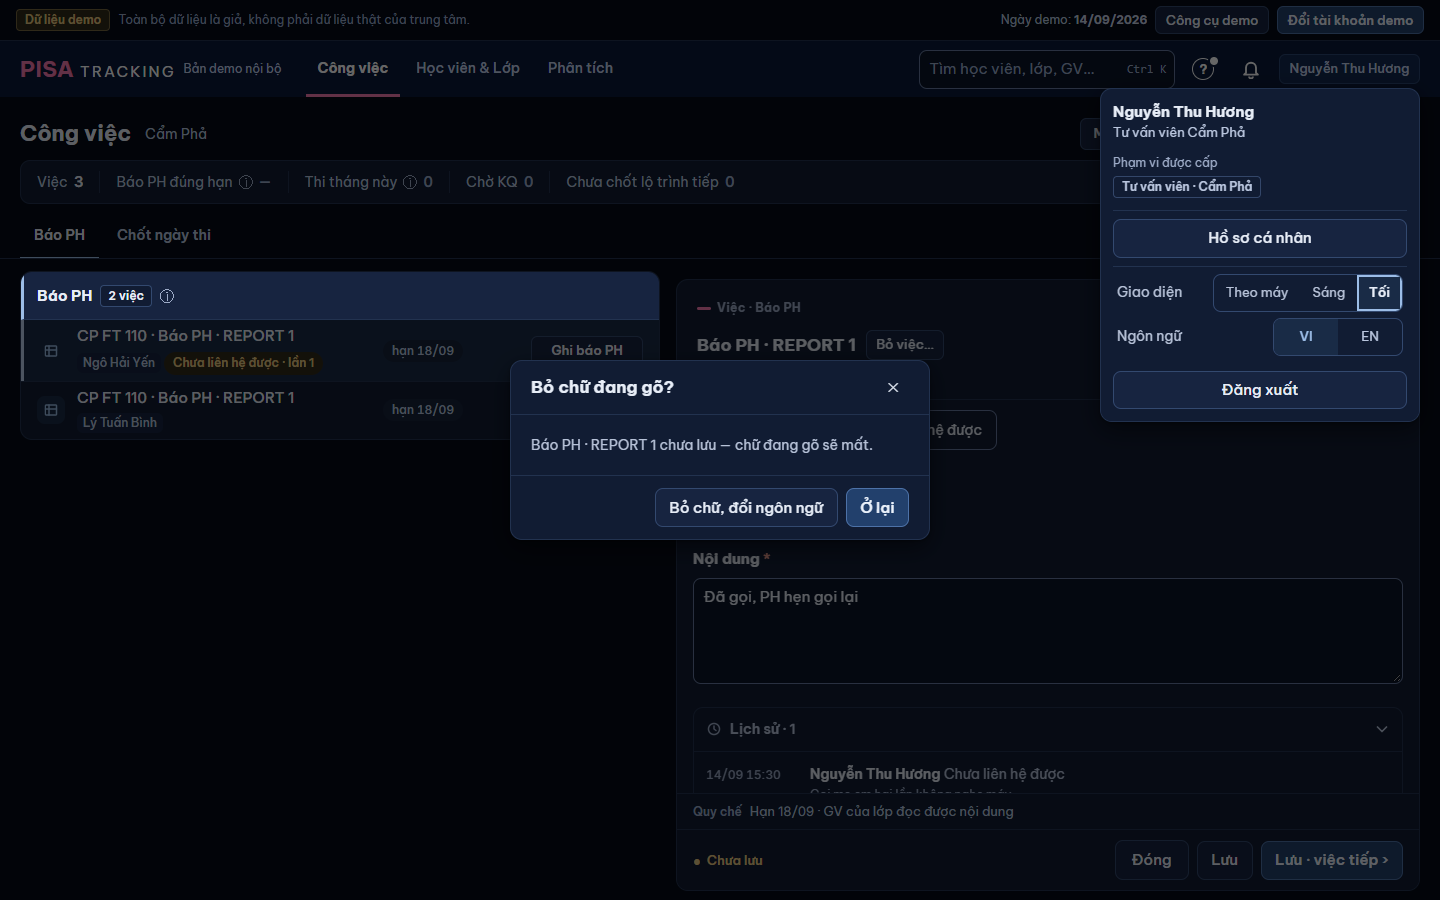 Dữ liệu demo Toàn bộ dữ liệu là giả, không phải dữ liệu thật của trung tâm.
Ngày demo: 14/09/2026 Công cụ demo Đổi tài khoản demo
PISA TRACKING Bản demo nội bộ Công việc Học viên & Lớp Phân tích
Tìm học viên, lớp, GV... Ctrl K ? Nguyễn Thu Hương
Công việc Cẩm Phả
Việc 3 Báo PH đúng hạn — Thi tháng này 0 Chờ KQ 0 Chưa chốt lộ trình tiếp 0
Báo PH Chốt ngày thi
Nguyễn Thu Hương
Tư vấn viên Cẩm Phả
Phạm vi được cấp
Tư vấn viên · Cẩm Phả
Hồ sơ cá nhân
Giao diện Theo máy Sáng Tối
Ngôn ngữ VI EN
Đăng xuất
Báo PH 2 việc
CP FT 110 · Báo PH · REPORT 1
Ngô Hải Yến Chưa liên hệ được · lần 1
hạn 18/09 Ghi báo PH
CP FT 110 · Báo PH · REPORT 1
Lý Tuấn Bình
hạn 18/09
Việc · Báo PH
Báo PH · REPORT 1 Bỏ việc...
hệ được
Bỏ chữ đang gõ?
Báo PH · REPORT 1 chưa lưu — chữ đang gõ sẽ mất.
Bỏ chữ, đổi ngôn ngữ Ở lại
Nội dung *
Đã gọi, PH hẹn gọi lại
Lịch sử · 1
14/09 15:30 Nguyễn Thu Hương Chưa liên hệ được
Quy chế Hạn 18/09 · GV của lớp đọc được nội dung
Chưa lưu Đóng Lưu Lưu · việc tiếp ›